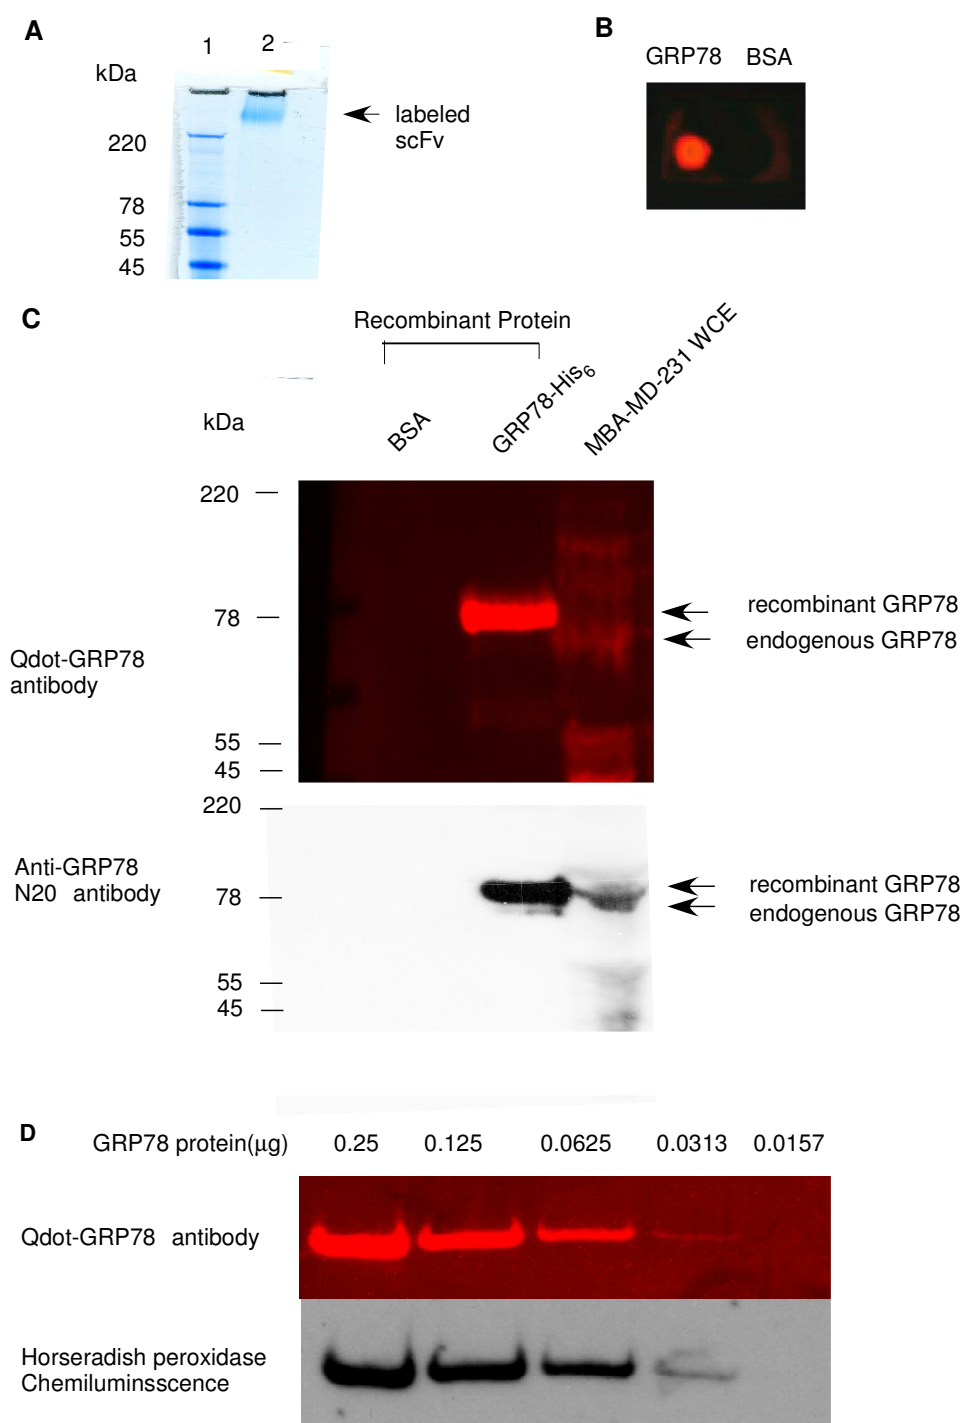 A
1 2
kDa
220
78
55
45
labeled
scFv
B
GRP78 BSA
C
Recombinant Protein
kDa
BSA
GRP78-His6
MBA-MD-231 WCE
220
78
55
45
Qdot-GRP78
antibody
recombinant GRP78
endogenous GRP78
220
78
55
45
Anti-GRP78
N20 antibody
recombinant GRP78
endogenous GRP78
D
GRP78 protein(μg) 0.25 0.125 0.0625 0.0313 0.0157
Qdot-GRP78 antibody
Horseradish peroxidase
Chemiluminsscence